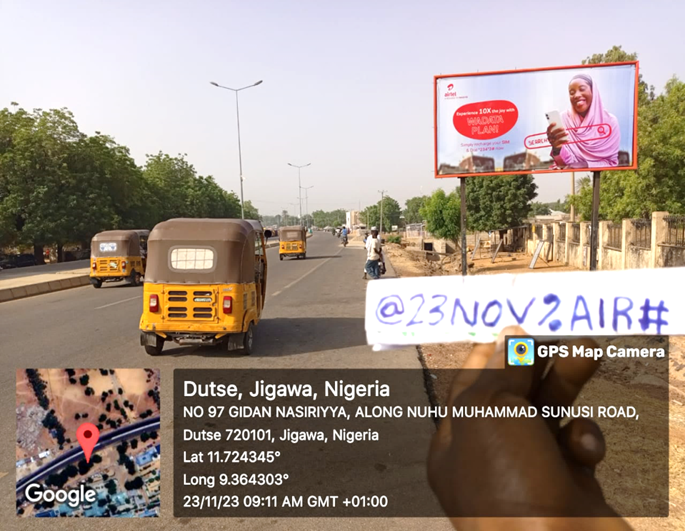 airtel
Experience 10X the joy with
WADATA
PLAN!
SEARCH
@23NOV%AIR#
GPS Map Camera
Dutse, Jigawa, Nigeria
NO 97 GIDAN NASIRIYYA, ALONG NUHU MUHAMMAD SUNUSI ROAD,
Dutse 720101, Jigawa, Nigeria
Lat 11.724345°
Long 9.364303°
23/11/23 09:11 AM GMT +01:00
Google